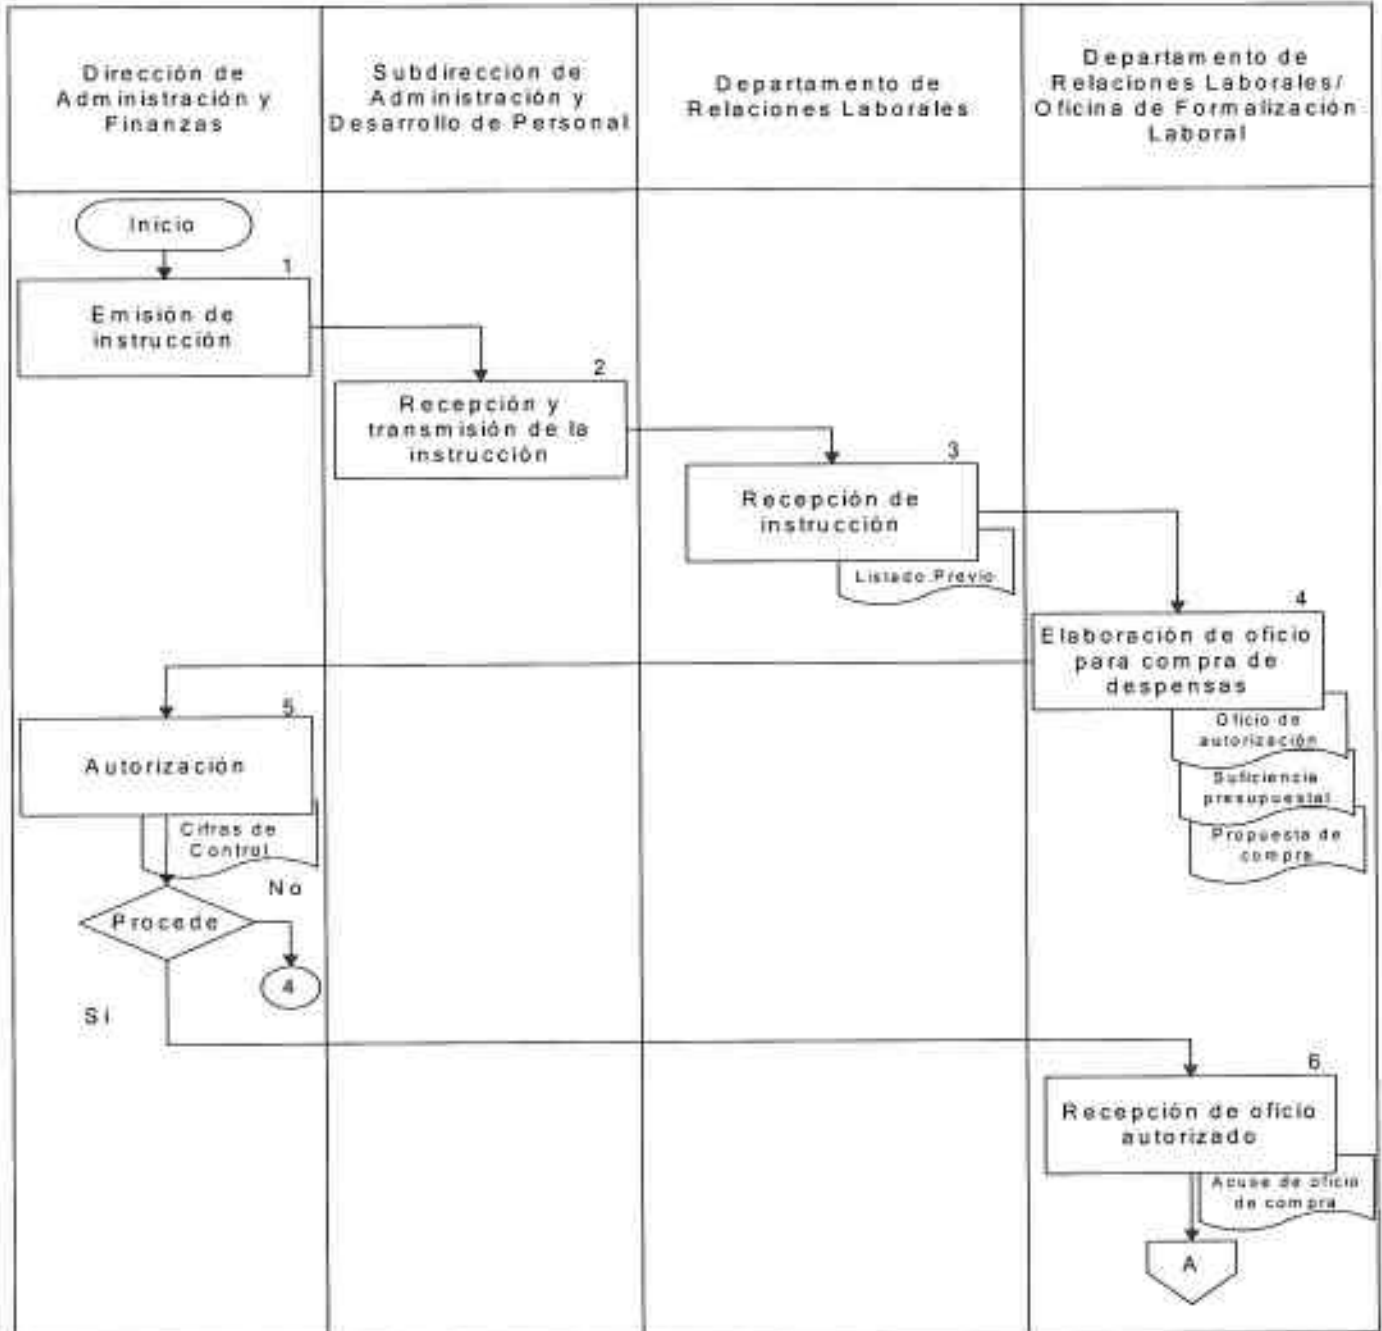 Dirección de
Administración y
Finanzas
Subdirección de
Administración y
Desarrollo de Personal
Departamento de
Relaciones Laborales
Departamento de
Relaciones Laborales/
Oficina de Formalización
Laboral
Inicio
1
Emisión de
instrucción
2
Recepción y
transmisión de la
instrucción
3
Recepción de
instrucción
Listado Previo
4
Elaboración de oficio
para compra de
despensas
Oficio de
autorización
Suficiencia
presupuestal
Propuesta de
compra
5
Autorización
Cifras de
Control
No
Procede
4
Sí
6
Recepción de oficio
autorizado
Acuse de oficio
de compra
A